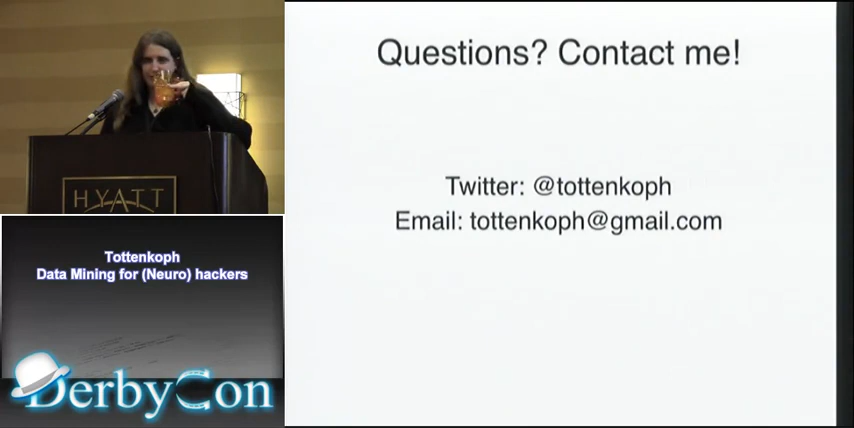 Questions? Contact me!
Twitter: @tottenkoph
Email: tottenkoph@gmail.com
HYATT
Tottenkoph
Data Mining for (Neuro) hackers
DerbyCon